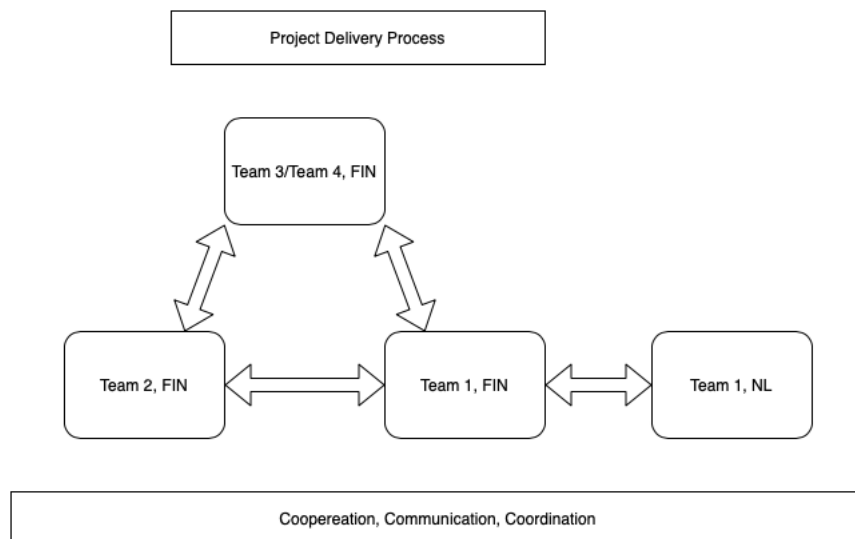 Project Delivery Process
Team 3/Team 4, FIN
Team 2, FIN
Team 1, FIN
Team 1, NL
Coopereation, Communication, Coordination